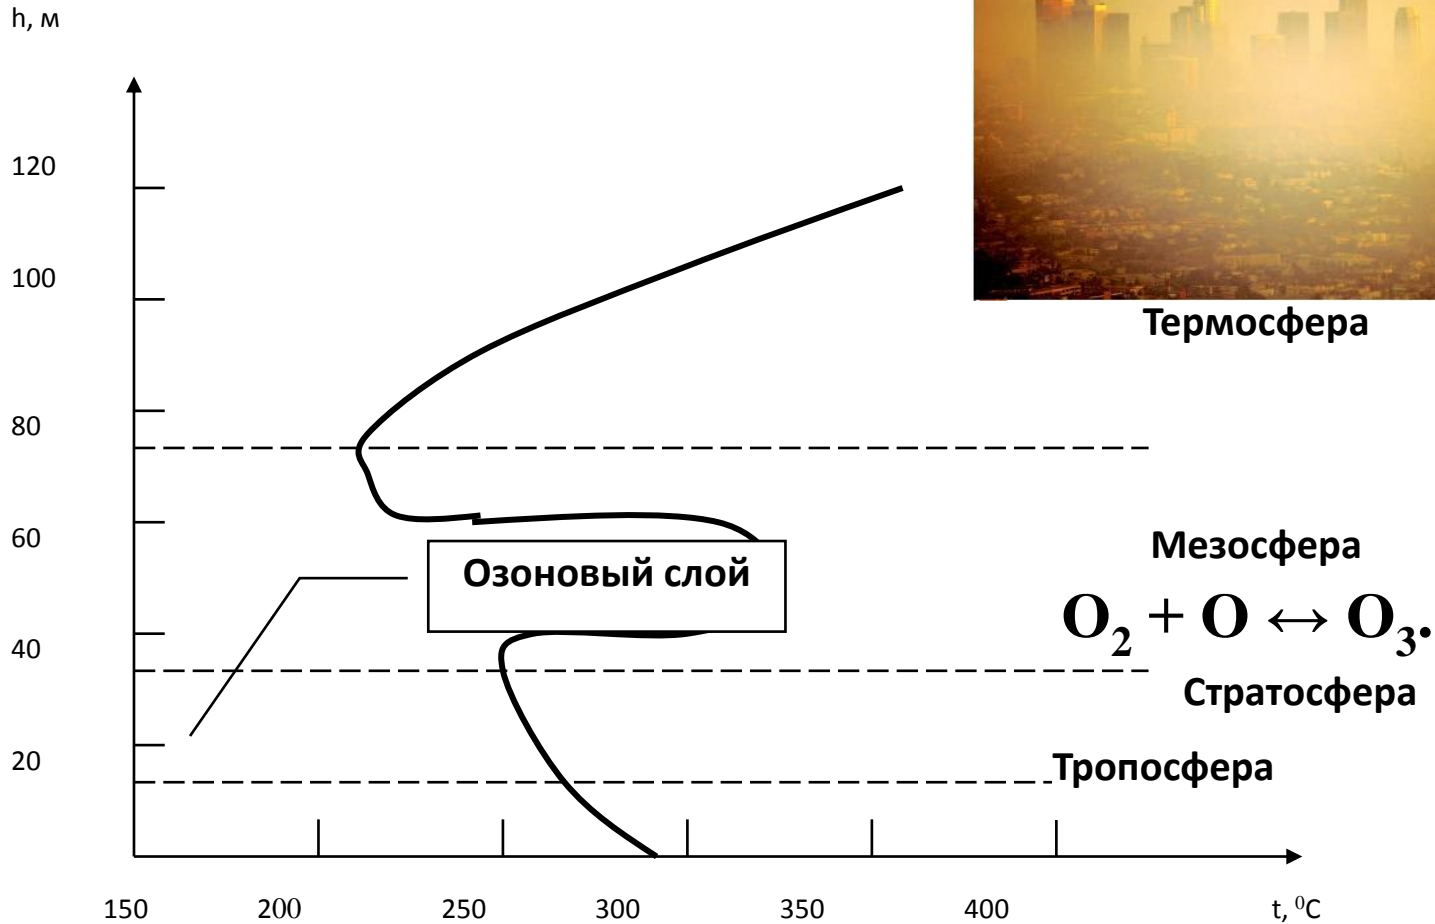 h, м
120
100
Термосфера
80
60
Мезосфера
Озоновый слой
O₂ + O ↔ O₃.
40
Стратосфера
20
Тропосфера
150 200 250 300 350 400 t, ⁰C